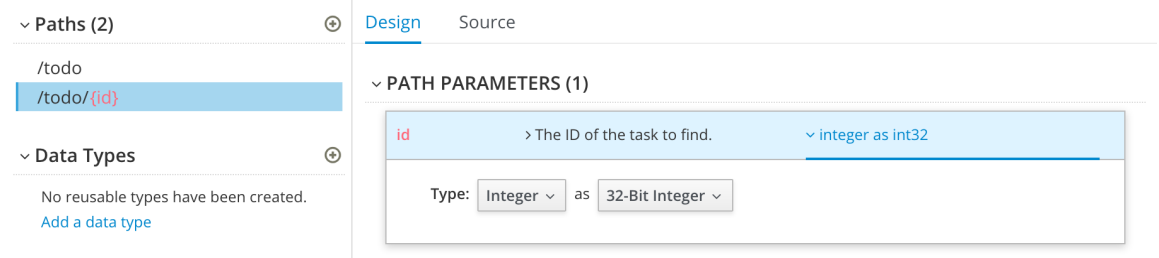 Paths (2)
/todo
/todo/{id}
Data Types
No reusable types have been created.
Add a data type
Design Source
PATH PARAMETERS (1)
id The ID of the task to find. integer as int32
Type: Integer as 32-Bit Integer